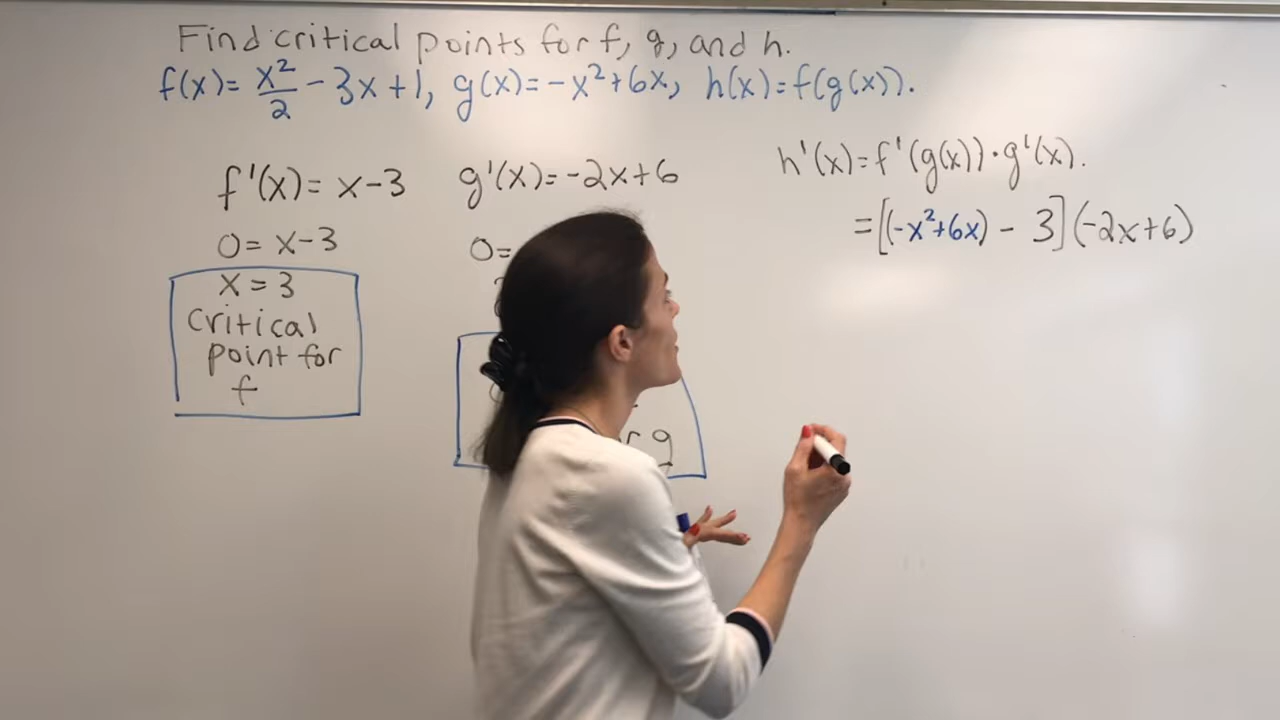 Find critical points for f, g, and h.
f(x) = x²/2 - 3x + 1, g(x) = -x² + 6x, h(x) = f(g(x)).
f'(x) = x - 3
0 = x - 3
x = 3
critical
point for
f
g'(x) = -2x + 6
0 =
g
h'(x) = f'(g(x)) · g'(x).
= [(-x² + 6x) - 3](-2x + 6)